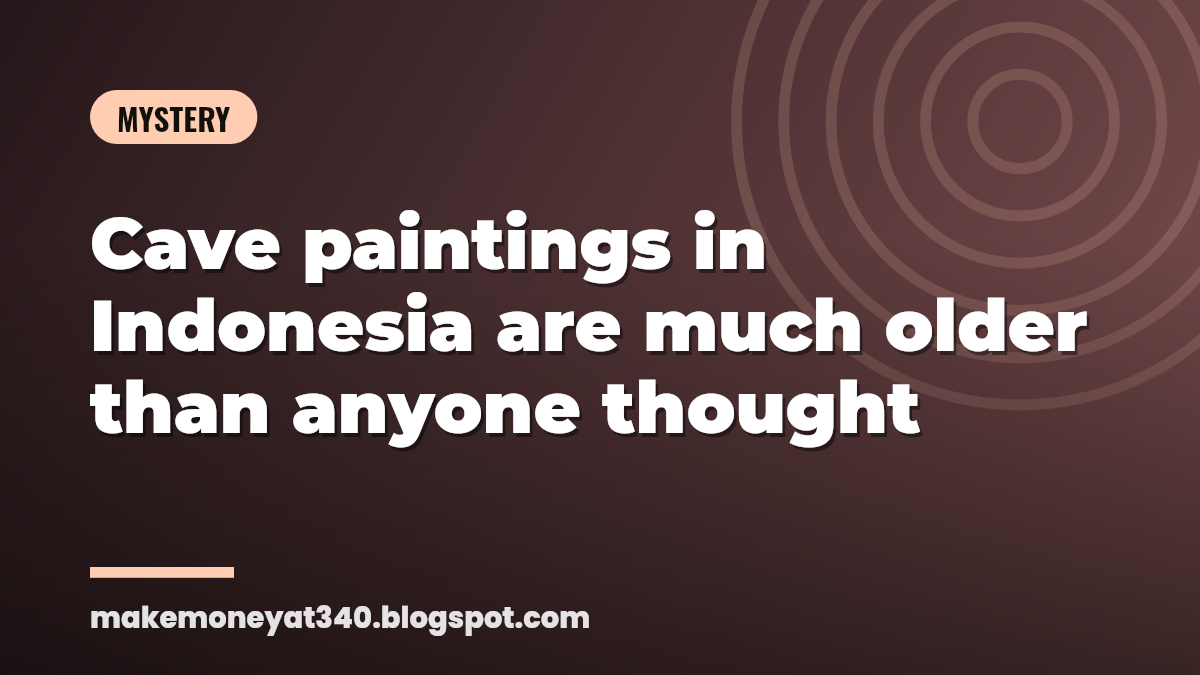 MYSTERY
Cave paintings in
Indonesia are much older
than anyone thought
makemoneyat340.blogspot.com